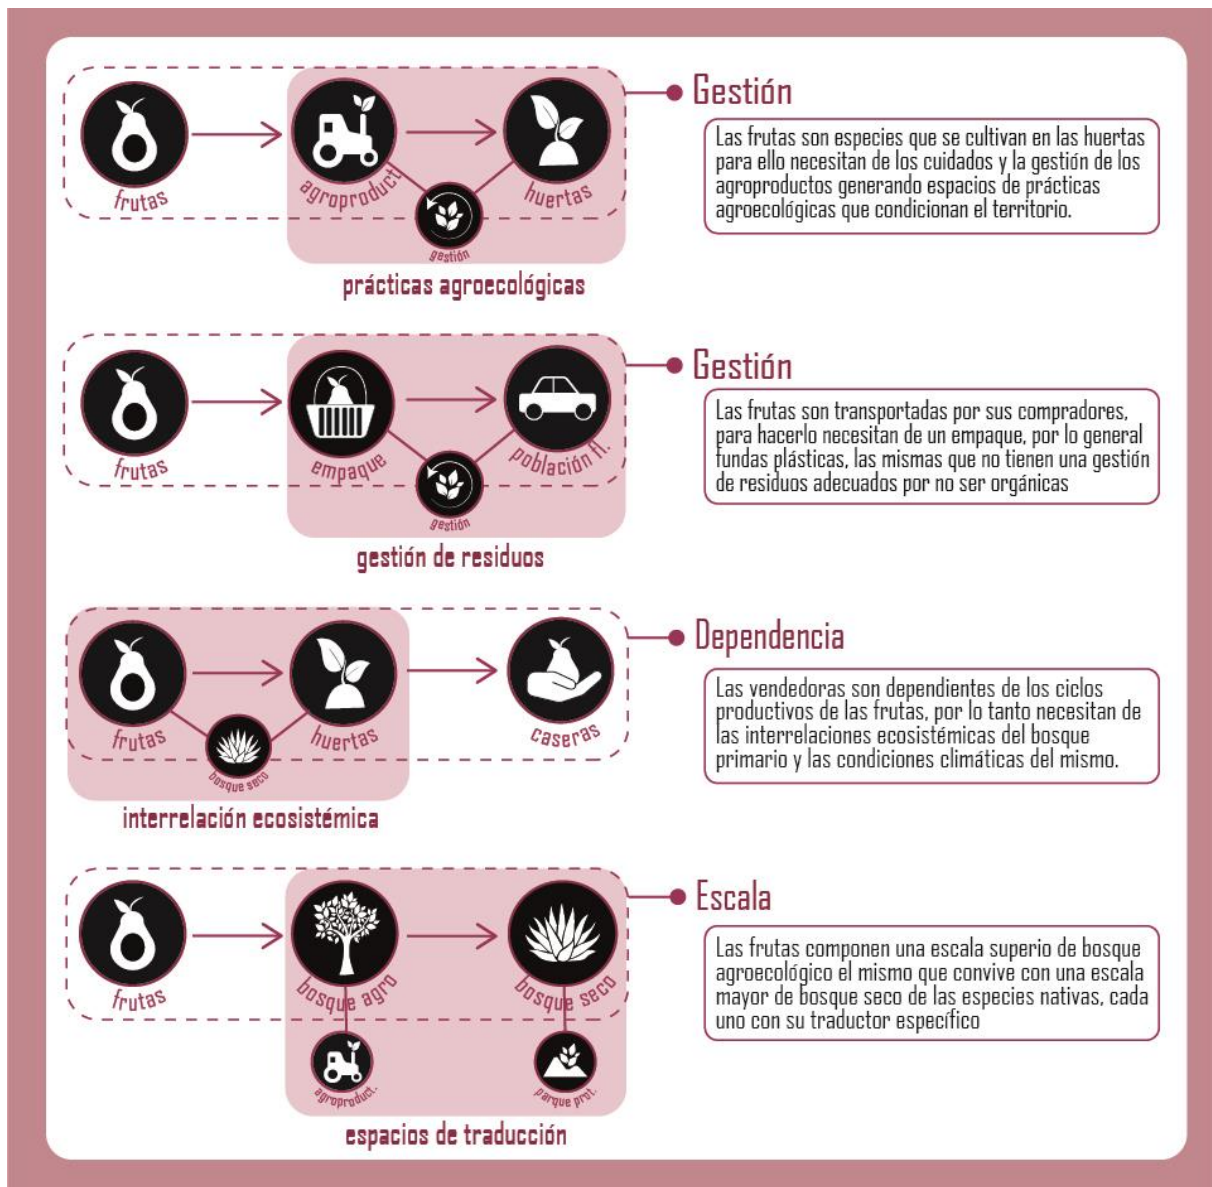 frutas
agroproduct
huertas
gestión
prácticas agroecológicas
Gestión
Las frutas son especies que se cultivan en las huertas
para ello necesitan de los cuidados y la gestión de los
agroproductos generando espacios de prácticas
agroecológicas que condicionan el territorio.
frutas
empaque
población fl.
gestión
gestión de residuos
Gestión
Las frutas son transportadas por sus compradores,
para hacerlo necesitan de un empaque, por lo general
fundas plásticas, las mismas que no tienen una gestión
de residuos adecuados por no ser orgánicas
frutas
huertas
caseras
bosque seco
interrelación ecosistémica
Dependencia
Las vendedoras son dependientes de los ciclos
productivos de las frutas, por lo tanto necesitan de
las interrelaciones ecosistémicas del bosque
primario y las condiciones climáticas del mismo.
frutas
bosque agro
bosque seco
agroproduct.
parque prot.
espacios de traducción
Escala
Las frutas componen una escala superio de bosque
agroecológico el mismo que convive con una escala
mayor de bosque seco de las especies nativas, cada
uno con su traductor específico